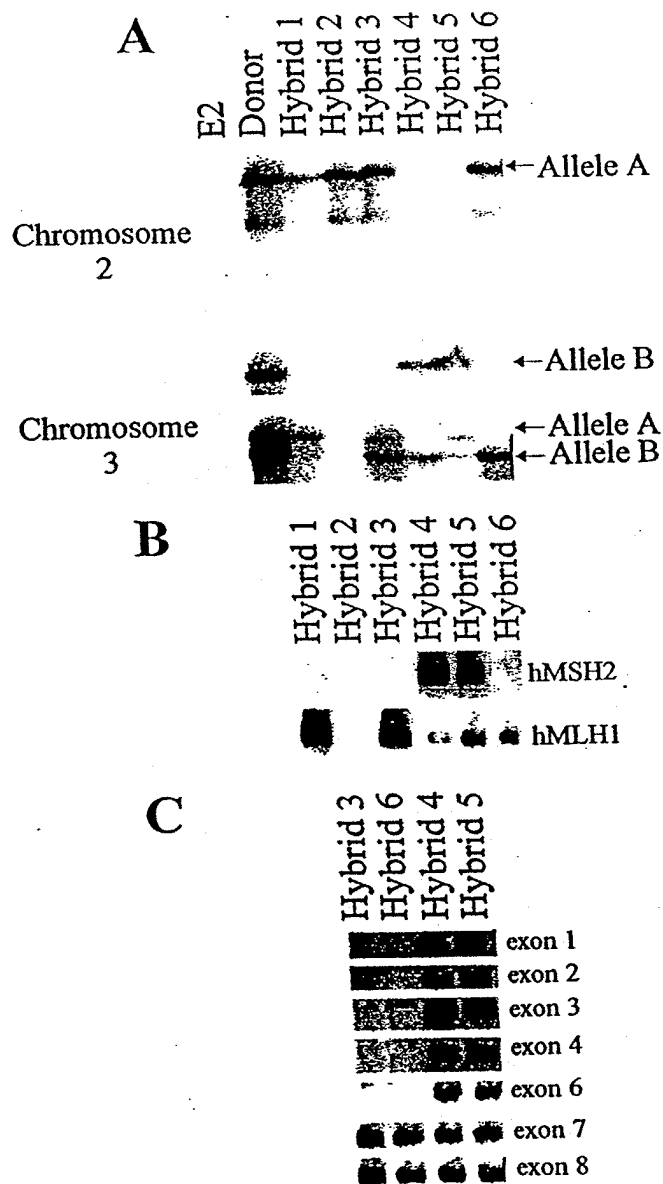 A
E2
Donor
Hybrid 1
Hybrid 2
Hybrid 3
Hybrid 4
Hybrid 5
Hybrid 6
←Allele A
Chromosome
2
←Allele B
Chromosome
3
←Allele A
←Allele B
B
Hybrid 1
Hybrid 2
Hybrid 3
Hybrid 4
Hybrid 5
Hybrid 6
hMSH2
hMLH1
C
Hybrid 3
Hybrid 6
Hybrid 4
Hybrid 5
exon 1
exon 2
exon 3
exon 4
exon 6
exon 7
exon 8